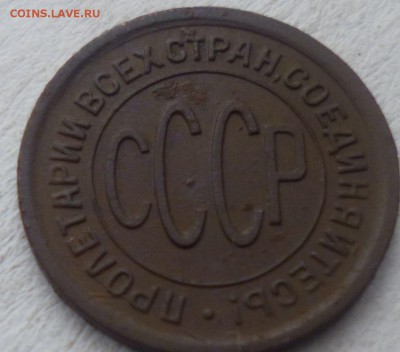 COINS.LAVE.RU
ПРОЛЕТАРИИ ВСЕХ СТРАН, СОЕДИНЯЙТЕСЬ! •
СССР